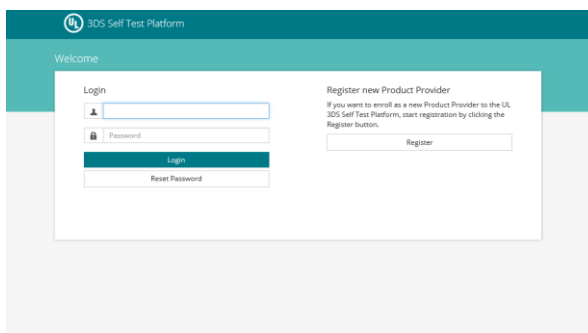 UL 3DS Self Test Platform
Welcome
Login
Password
Login
Reset Password
Register new Product Provider
If you want to enroll as a new Product Provider to the UL
3DS Self Test Platform, start registration by clicking the
Register button.
Register